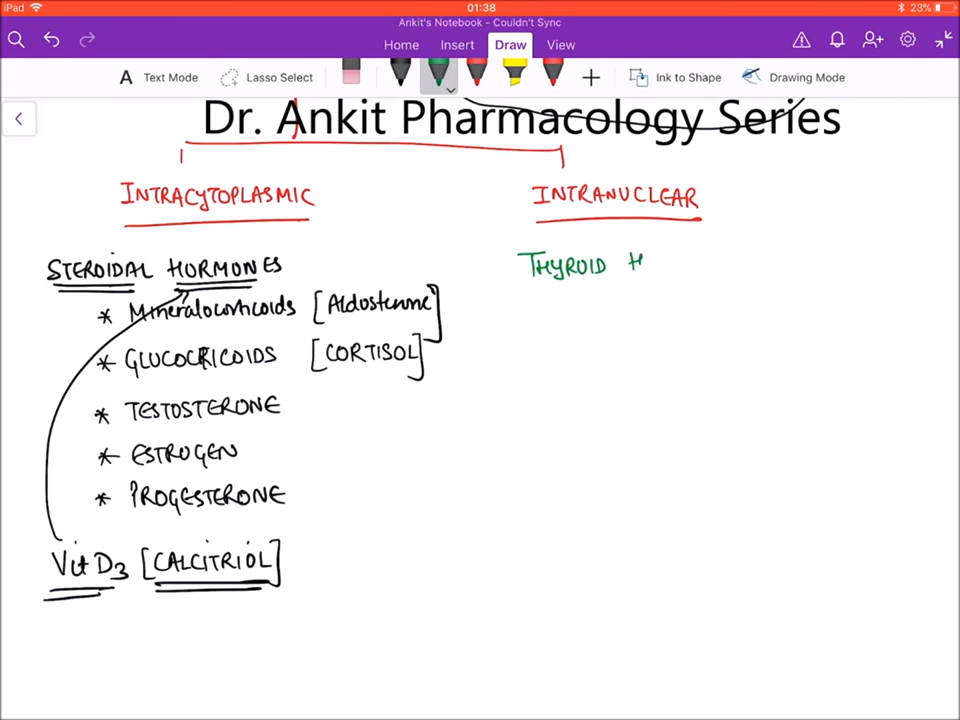 iPad 01:38 23%
Ankit's Notebook - Couldn't Sync
Home Insert Draw View
A Text Mode Lasso Select Ink to Shape Drawing Mode
Dr. Ankit Pharmacology Series
INTRACYTOPLASMIC
INTRANUCLEAR
STEROIDAL HORMONES
* Mineralocorticoids [Aldosterone]
* GLUCOCRICOIDS [CORTISOL]
* TESTOSTERONE
* ESTROGEN
* PROGESTERONE
Vit D3 [CALCITRIOL]
THYROID H